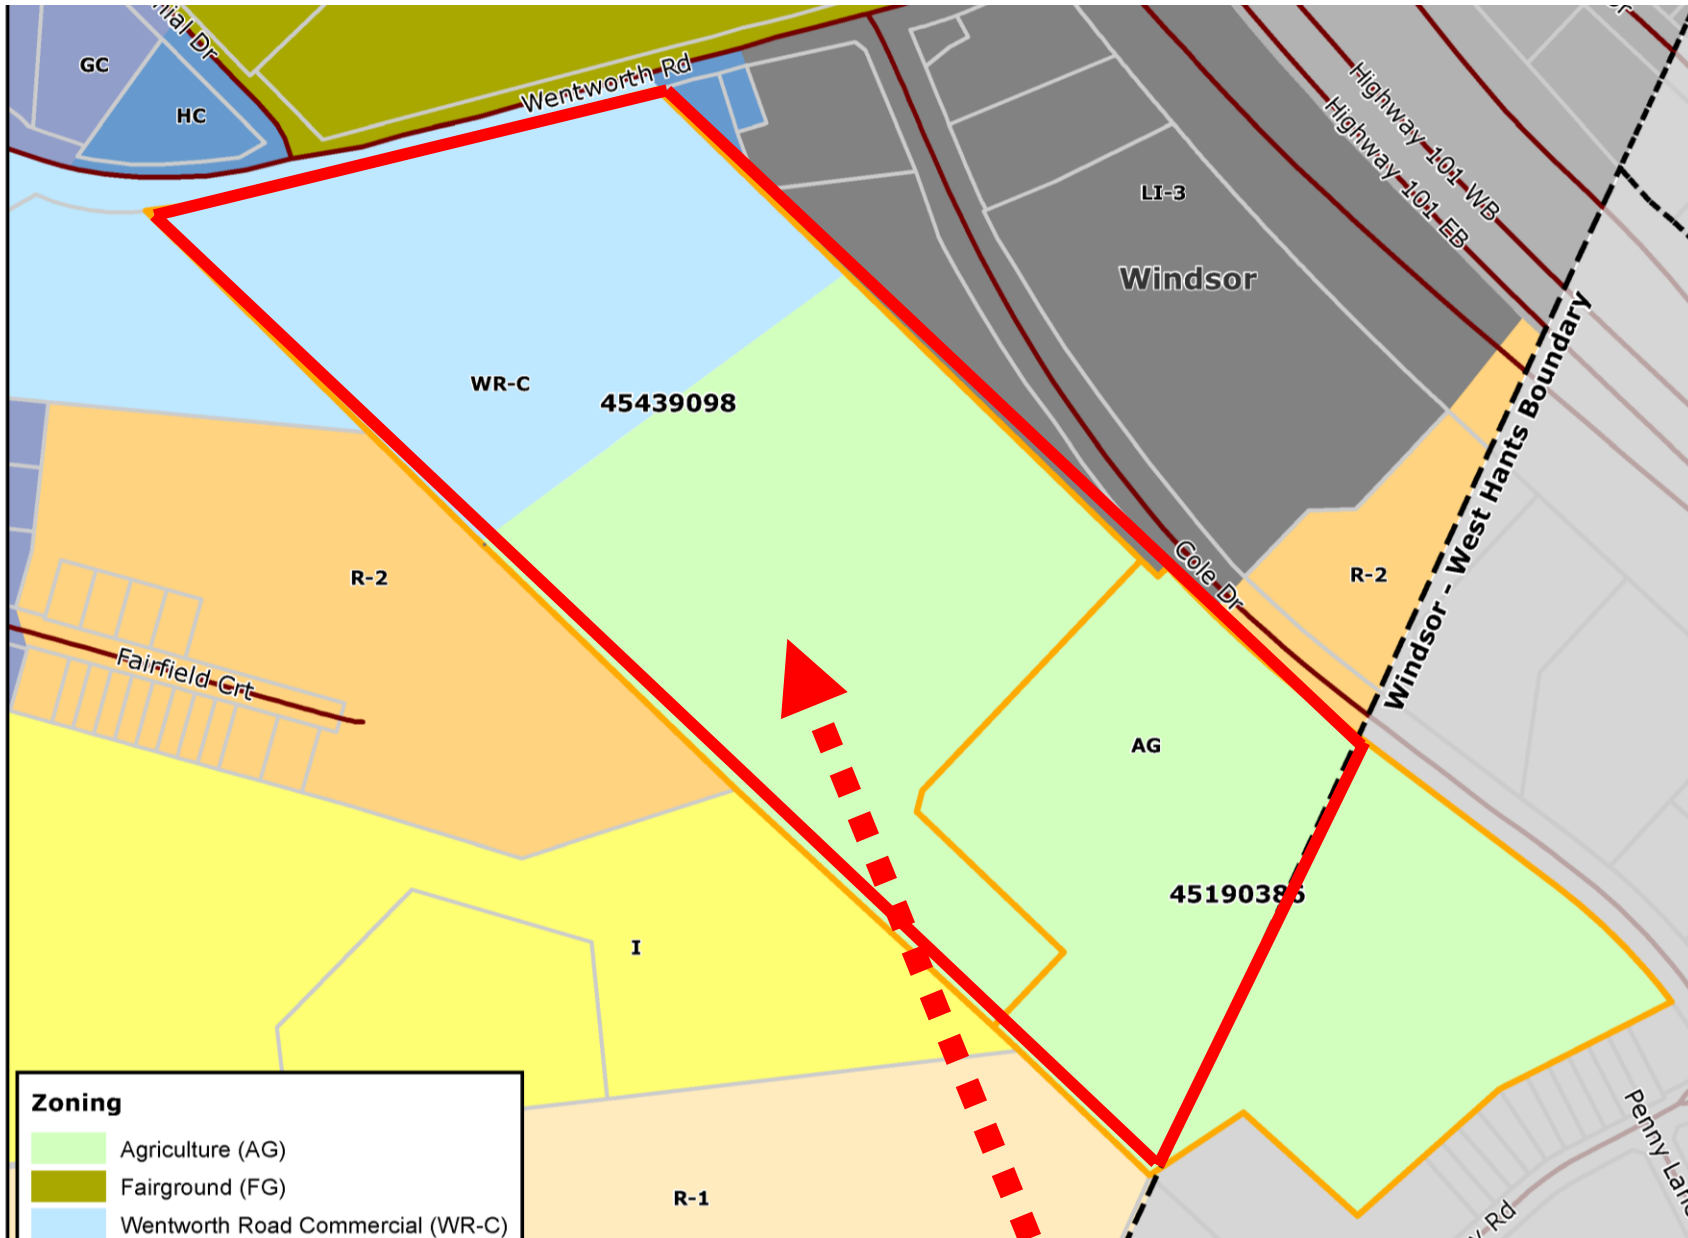 GC
HC
Wentworth Rd
Highway 101 WB
Highway 101 EB
LI-3
Windsor
WR-C
45439098
Windsor - West Hants Boundary
Cole Dr
R-2
R-2
Fairfield Crt
AG
45190386
I
R-1
Penny Lane
Rd
Zoning
Agriculture (AG)
Fairground (FG)
Wentworth Road Commercial (WR-C)